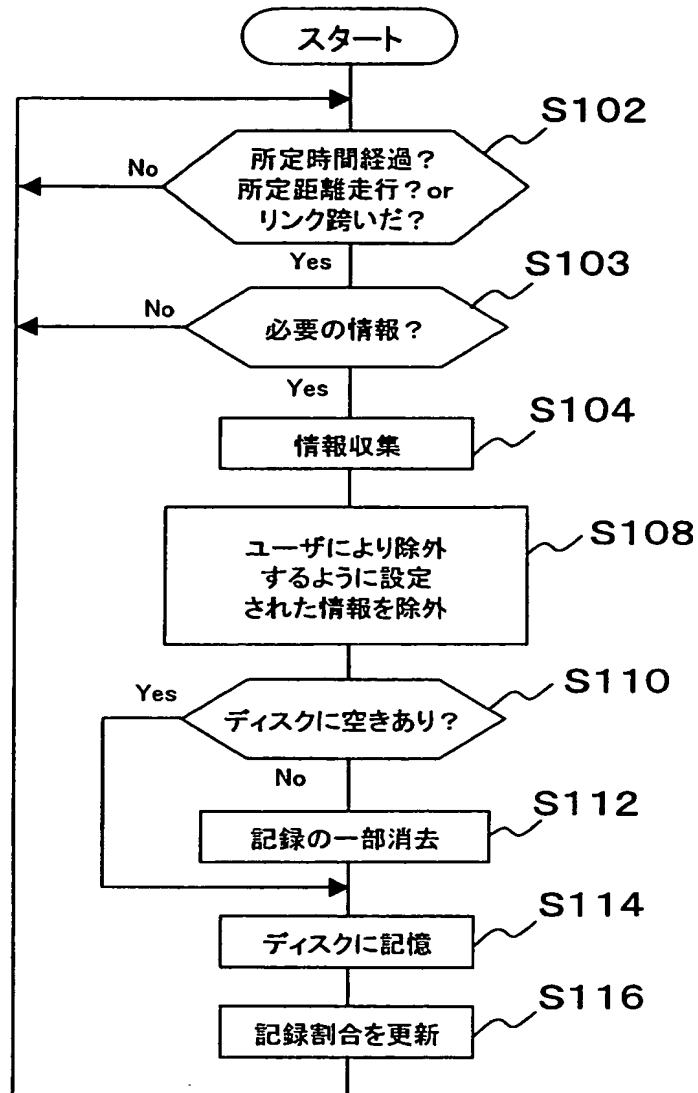 スタート
S102
No
所定時間経過？
所定距離走行？or
リンク跨いだ？
Yes
S103
No
必要の情報？
Yes
S104
情報収集
S108
ユーザにより除外
するように設定
された情報を除外
Yes
S110
ディスクに空きあり？
No
S112
記録の一部消去
S114
ディスクに記憶
S116
記録割合を更新